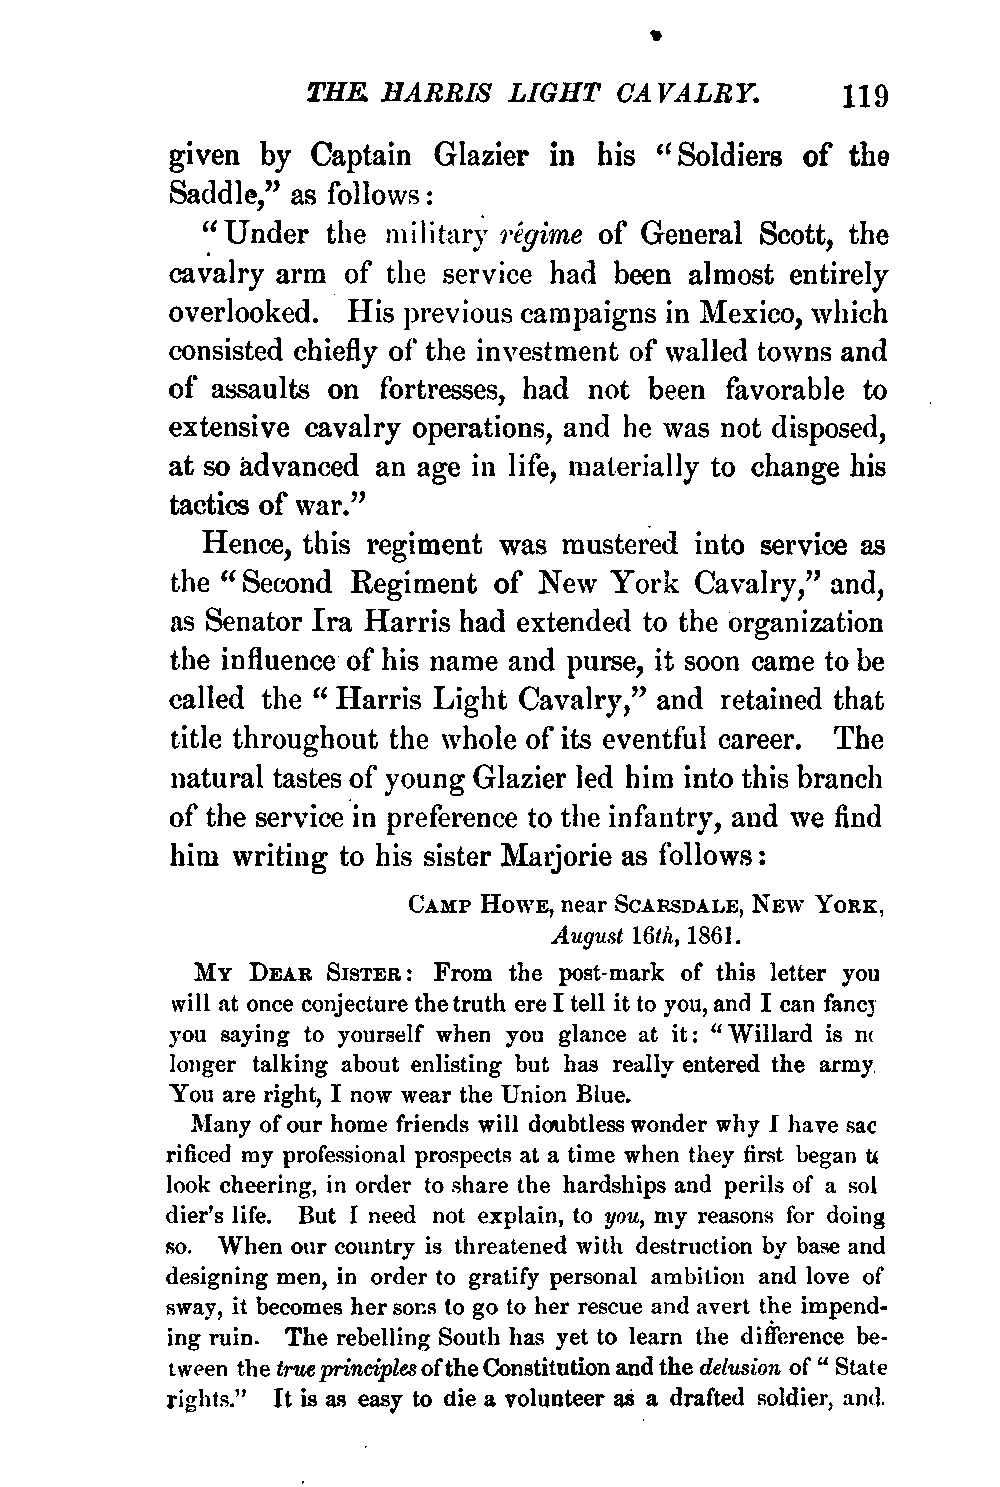 THE HARRIS LIGHT CAVALRY. 119
given by Captain Glazier in his “Soldiers of the
Saddle,” as follows:
“Under the military régime of General Scott, the
cavalry arm of the service had been almost entirely
overlooked. His previous campaigns in Mexico, which
consisted chiefly of the investment of walled towns and
of assaults on fortresses, had not been favorable to
extensive cavalry operations, and he was not disposed,
at so advanced an age in life, materially to change his
tactics of war.”
Hence, this regiment was mustered into service as
the “Second Regiment of New York Cavalry,” and,
as Senator Ira Harris had extended to the organization
the influence of his name and purse, it soon came to be
called the “Harris Light Cavalry,” and retained that
title throughout the whole of its eventful career. The
natural tastes of young Glazier led him into this branch
of the service in preference to the infantry, and we find
him writing to his sister Marjorie as follows:
CAMP HOWE, near SCARSDALE, NEW YORK,
August 16th, 1861.
MY DEAR SISTER: From the post-mark of this letter you
will at once conjecture the truth ere I tell it to you, and I can fancy
you saying to yourself when you glance at it: “Willard is no
longer talking about enlisting but has really entered the army.
You are right, I now wear the Union Blue.
Many of our home friends will doubtless wonder why I have sac
rificed my professional prospects at a time when they first began to
look cheering, in order to share the hardships and perils of a sol
dier's life. But I need not explain, to you, my reasons for doing
so. When our country is threatened with destruction by base and
designing men, in order to gratify personal ambition and love of
sway, it becomes her sons to go to her rescue and avert the impend-
ing ruin. The rebelling South has yet to learn the difference be-
tween the true principles of the Constitution and the delusion of “State
rights.” It is as easy to die a volunteer as a drafted soldier, and